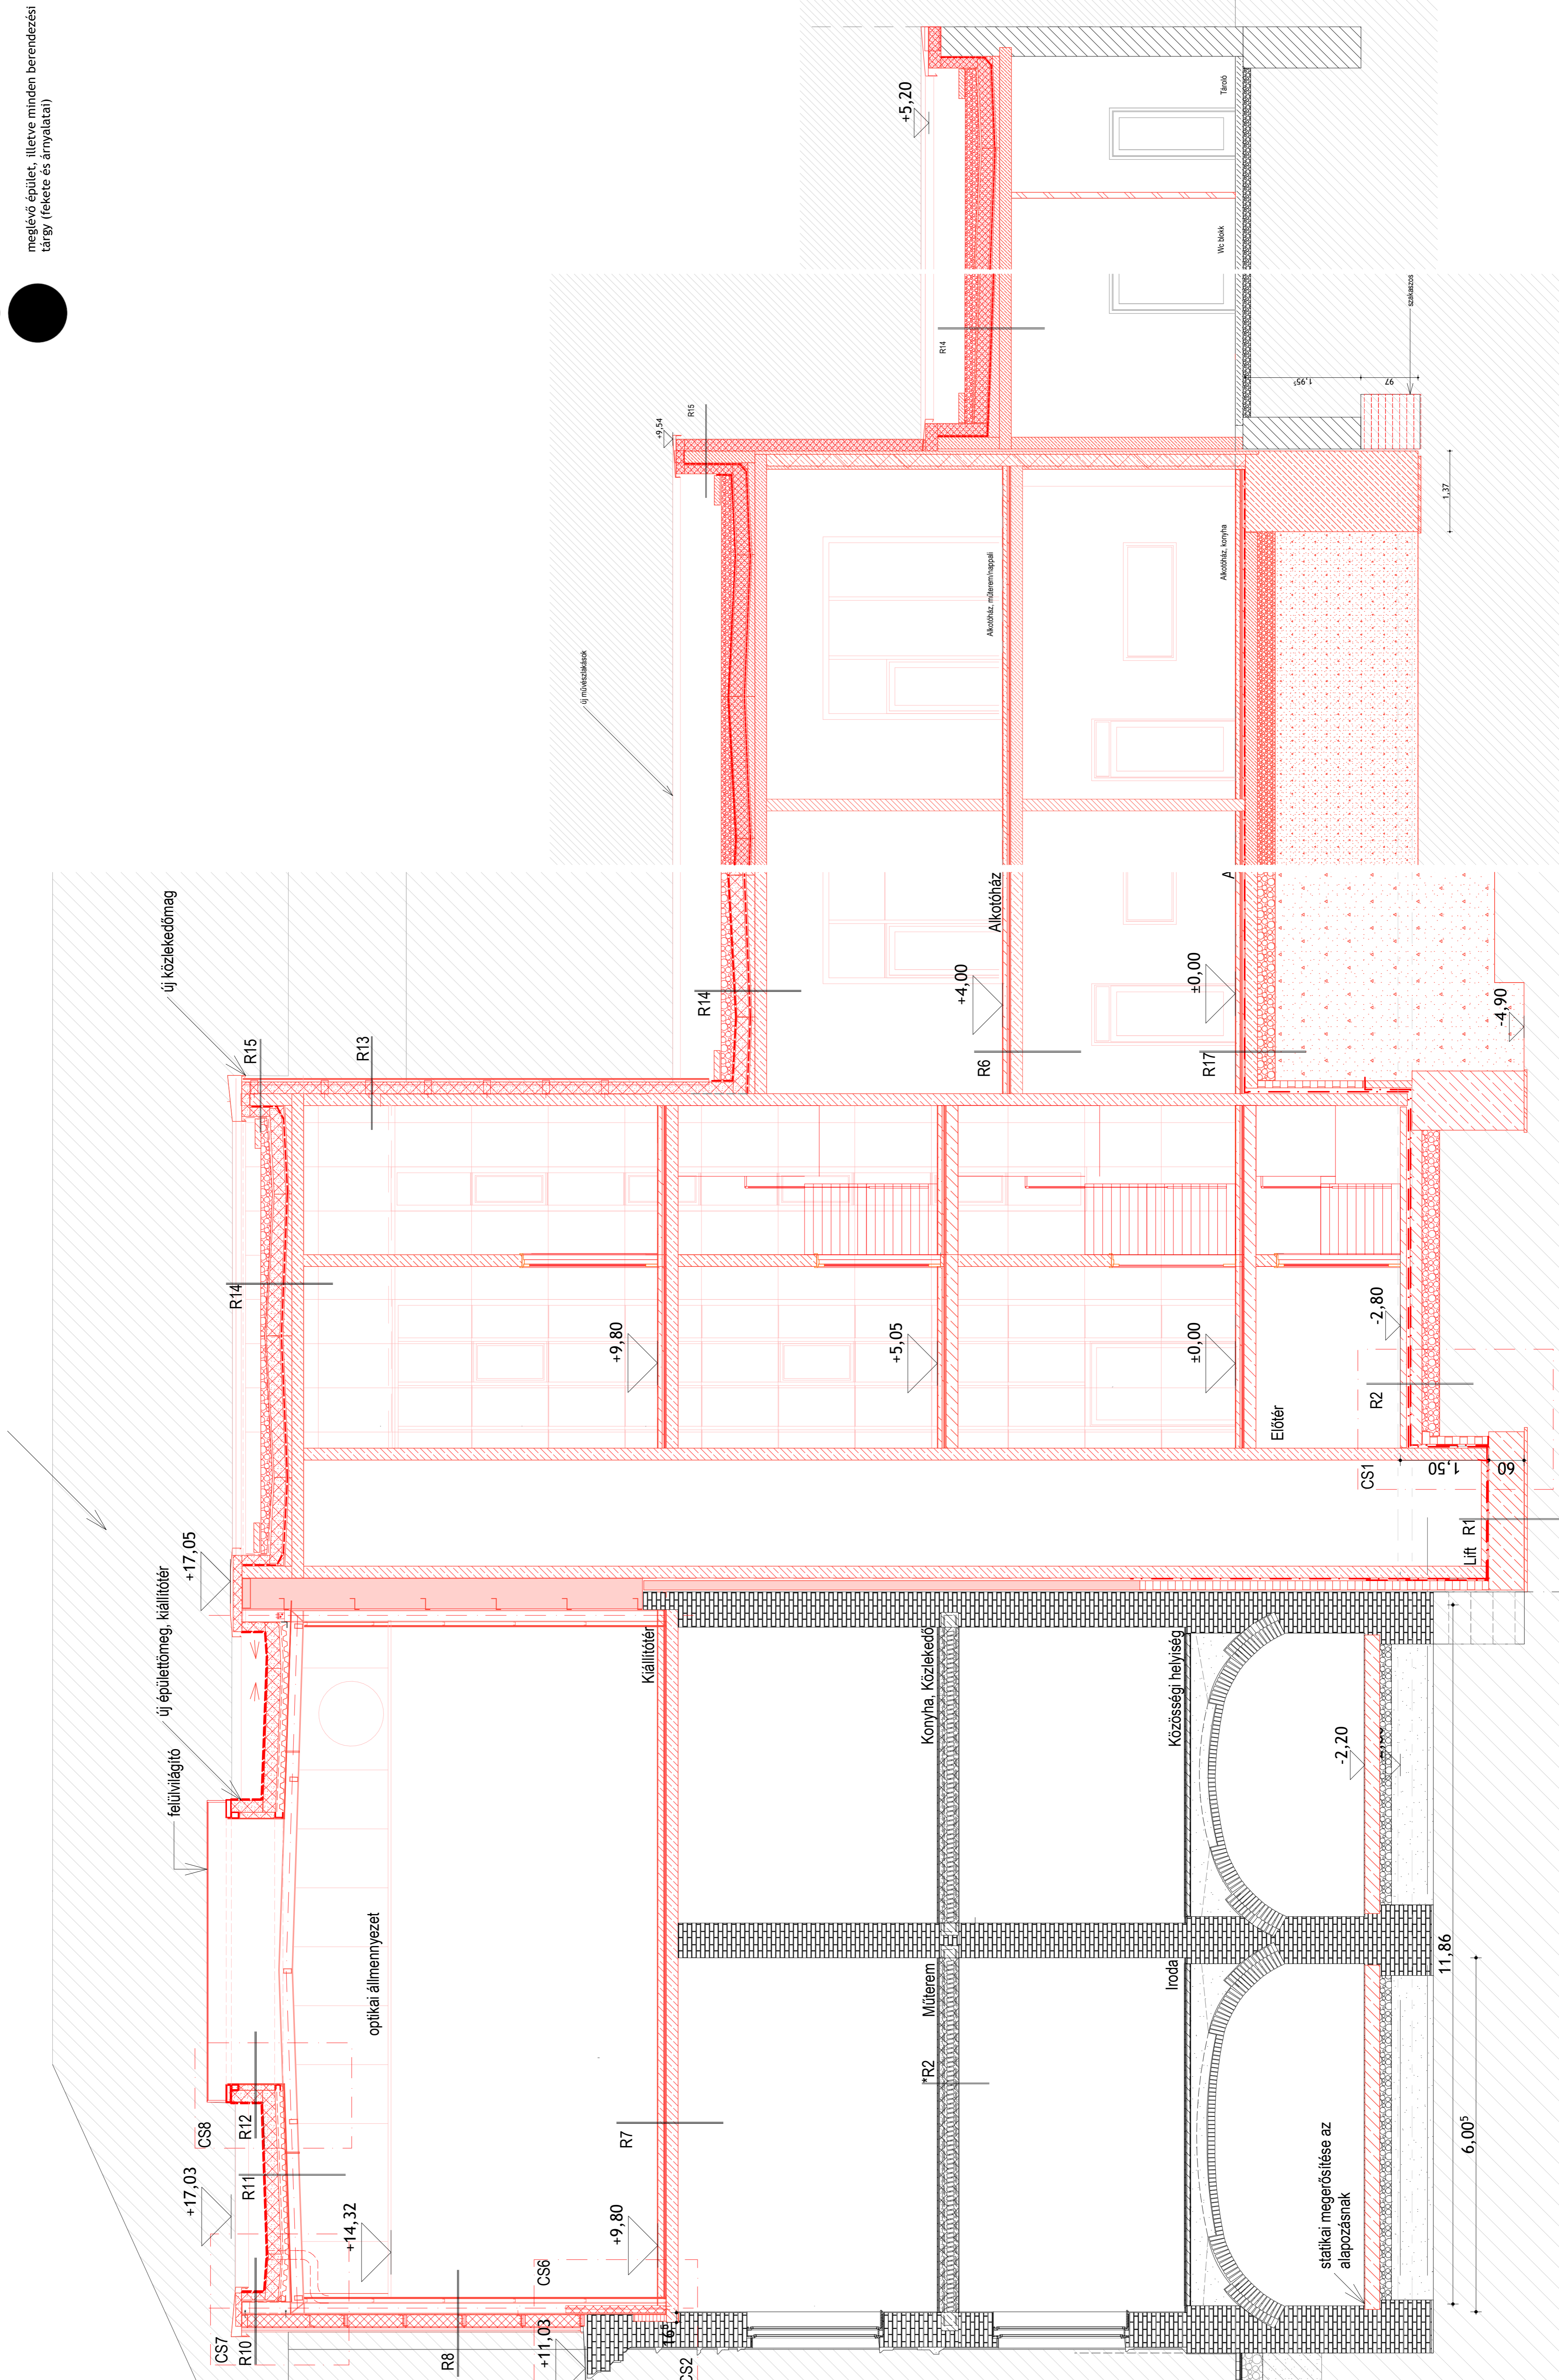 meglévő épület, illetve minden berendezési
tárgy (fekete és árnyalatai)
+5,20
Tároló
Wc blokk
R14
szakaszos
1,95⁵
97
+9,54
R15
1,37
Alkotóház, műterem/nappali
Alkotóház, konyha
új művészlakások
új közlekedőmag
R15
R13
R14
Alkotóház
A
+4,00
±0,00
-4,90
R6
R17
R14
+9,80
+5,05
±0,00
-2,80
R2
Előtér
CS1
1,50
60
Lift
R1
+17,05
új épülettömeg, kiállítótér
felülvilágító
Kiállítótér
Konyha, Közlekedő
Közösségi helyiség
-2,20
optikai állmennyezet
Műterem
Iroda
11,86
6,00⁵
*R2
R7
CS8
R12
R11
+17,03
+14,32
+9,80
statikai megerősítése az
alapozásnak
CS6
CS7
R10
R8
+11,03
16⁵
CS2